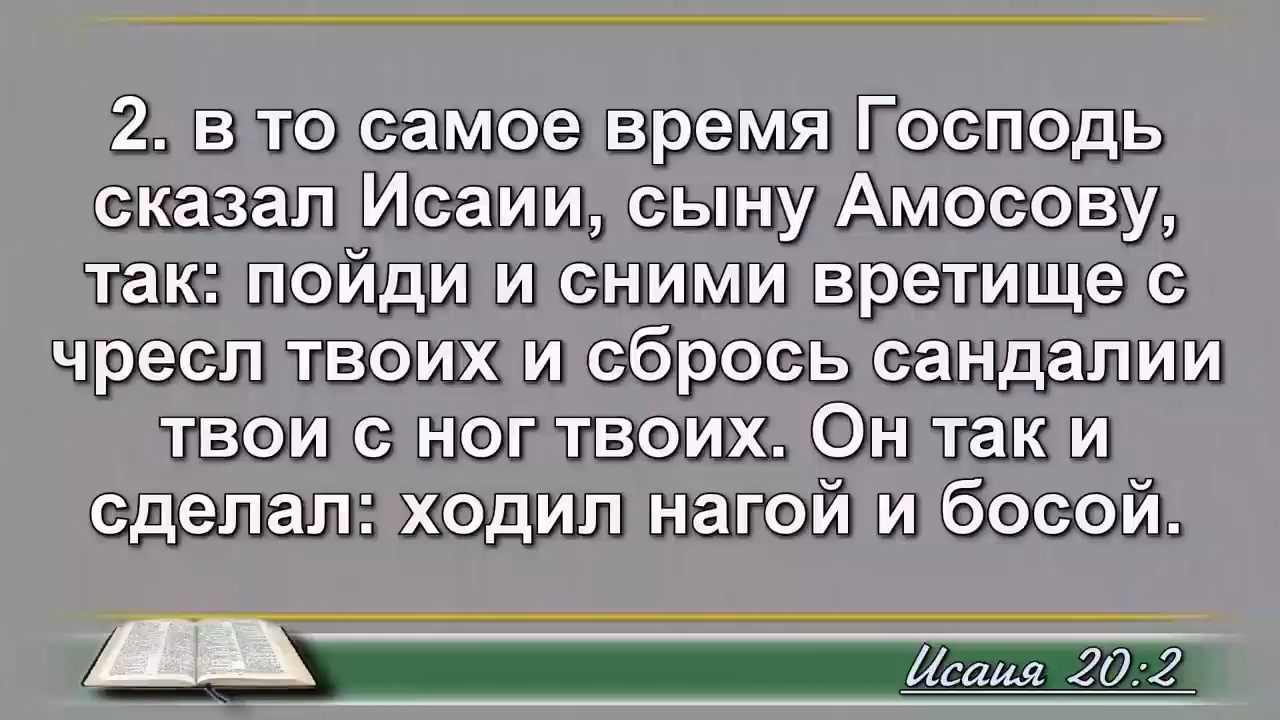 2. в то самое время Господь
сказал Исаии, сыну Амосову,
так: пойди и сними вретище с
чресл твоих и сбрось сандалии
твои с ног твоих. Он так и
сделал: ходил нагой и босой.
Исаия 20:2